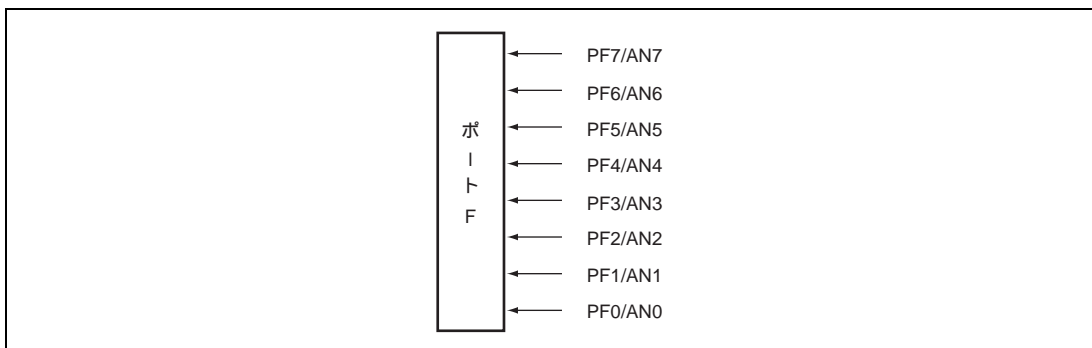 ポートF
PF7/AN7
PF6/AN6
PF5/AN5
PF4/AN4
PF3/AN3
PF2/AN2
PF1/AN1
PF0/AN0